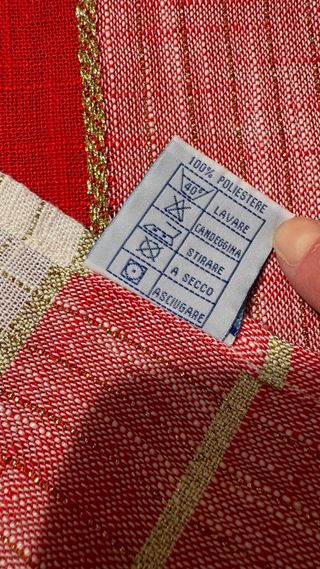 100% POLIESTERE
40° LAVARE
CANDEGGINA
STIRARE
A SECCO
ASCIUGARE